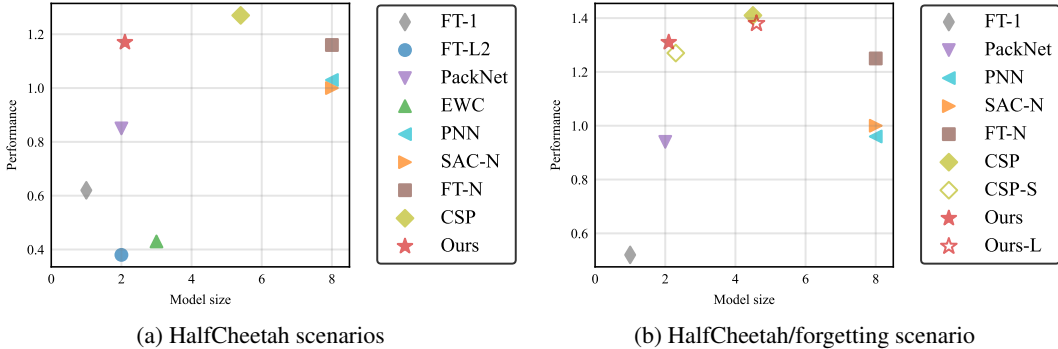 1.2
1.0
0.8
0.6
0.4
Performance
0 2 4 6 8
Model size
FT-1
FT-L2
PackNet
EWC
PNN
SAC-N
FT-N
CSP
Ours
(a) HalfCheetah scenarios
1.4
1.2
1.0
0.8
0.6
Performance
0 2 4 6 8
Model size
FT-1
PackNet
PNN
SAC-N
FT-N
CSP
CSP-S
Ours
Ours-L
(b) HalfCheetah/forgetting scenario